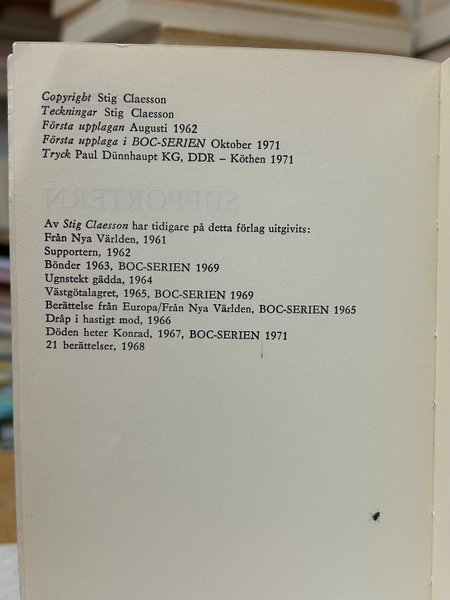 Copyright Stig Claesson
Teckningar Stig Claesson
Första upplagan Augusti 1962
Första upplaga i BOC-SERIEN Oktober 1971
Tryck Paul Dünnhaupt KG, DDR – Köthen 1971
SUPPORTERN
Av Stig Claesson har tidigare på detta förlag utgivits:
Från Nya Världen, 1961
Supportern, 1962
Bönder 1963, BOC-SERIEN 1969
Ugnstekt gädda, 1964
Västgötalagret, 1965, BOC-SERIEN 1969
Berättelse från Europa/Från Nya Världen, BOC-SERIEN 1965
Dråp i hastigt mod, 1966
Döden heter Konrad, 1967, BOC-SERIEN 1971
21 berättelser, 1968